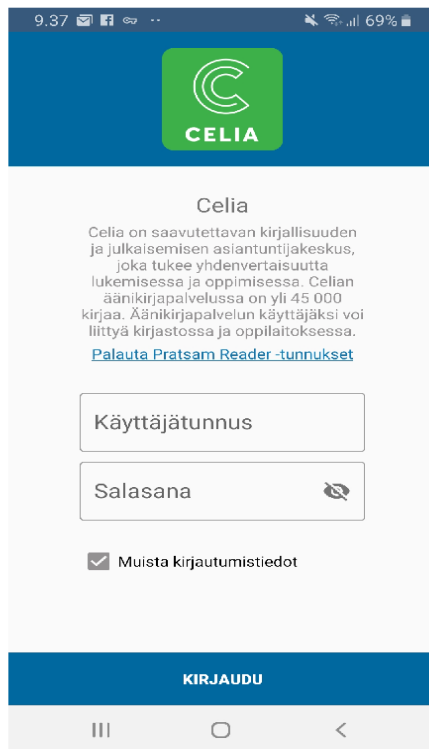 9.37 69%
CELIA
Celia
Celia on saavutettavan kirjallisuuden
ja julkaisemisen asiantuntijakeskus,
joka tukee yhdenvertaisuutta
lukemisessa ja oppimisessa. Celian
äänikirjapalvelussa on yli 45 000
kirjaa. Äänikirjapalvelun käyttäjäksi voi
liittyä kirjastossa ja oppilaitoksessa.
Palauta Pratsam Reader -tunnukset
Käyttäjätunnus
Salasana
Muista kirjautumistiedot
KIRJAUDU